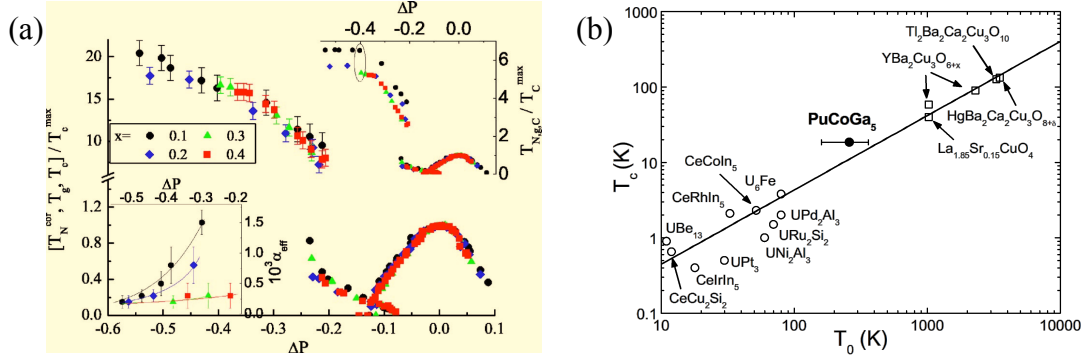 (a)
ΔP
-0.4 -0.2 0.0
20
15
10
1.2
0.9
0.6
0.3
0.0
[T_N^cor, T_g, T_c] / T_c^max
x=
0.1 0.3
0.2 0.4
6
4
2
0
T_N,g,C / T_C^max
ΔP
-0.5 -0.4 -0.3 -0.2
1.5
1.0
0.5
0.0
10^3 α_eff
-0.5 -0.4 -0.3 -0.2 -0.1 0.0 0.1
ΔP
(b)
1000
100
10
1
0.1
T_c (K)
Tl2Ba2Ca2Cu3O10
YBa2Cu3O6+x
HgBa2Ca2Cu3O8+δ
PuCoGa5
La1.85Sr0.15CuO4
CeCoIn5
U6Fe
CeRhIn5
UPd2Al3
UBe13
URu2Si2
UNi2Al3
UPt3
CeIrIn5
CeCu2Si2
10 100 1000 10000
T0 (K)